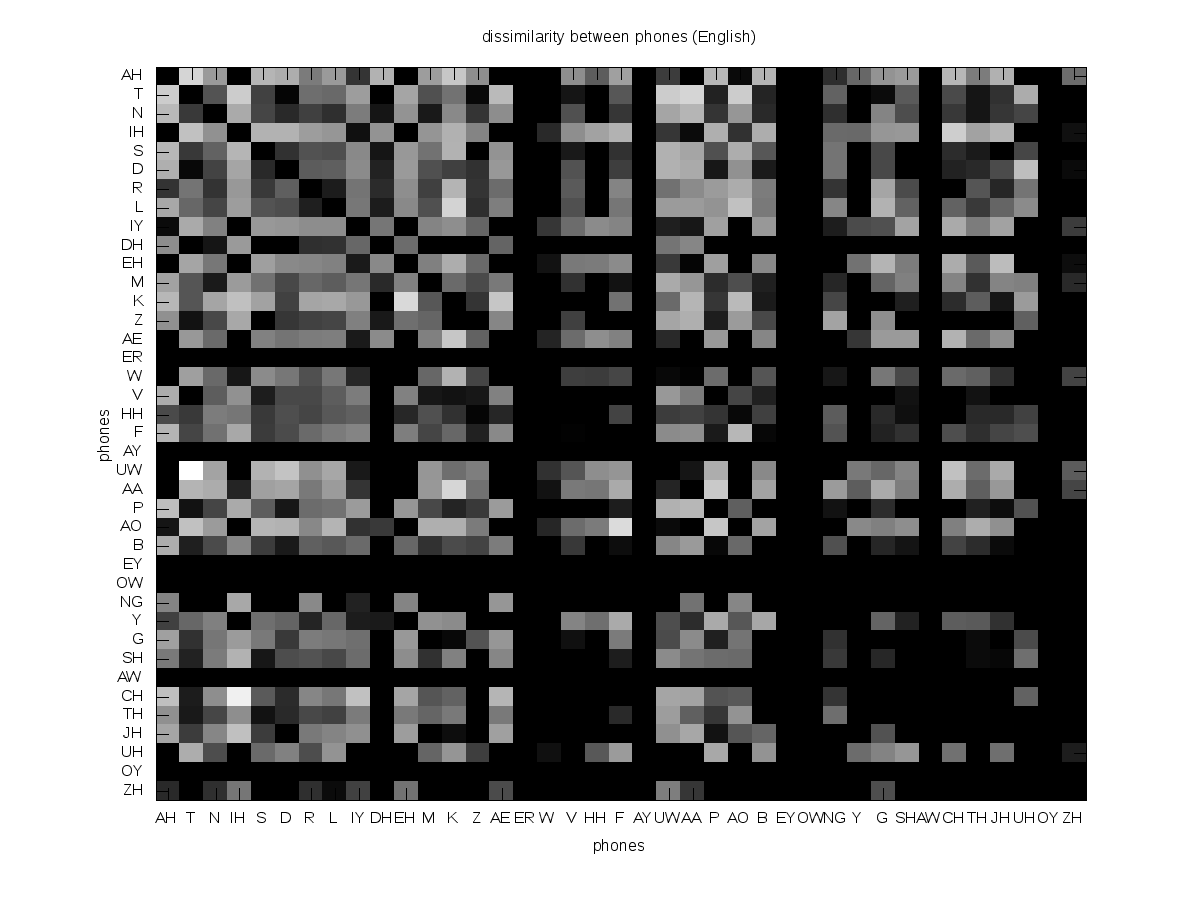 dissimilarity between phones (English)
AH
T
N
IH
S
D
R
L
IY
DH
EH
M
K
Z
AE
ER
W
V
HH
F
AY
UW
AA
P
AO
B
EY
OW
NG
Y
G
SH
AW
CH
TH
JH
UH
OY
ZH
phones
AH T N IH S D R L IY DH EH M K Z AE ER W V HH F AY UW AA P AO B EY OW NG Y G SH AW CH TH JH UH OY ZH
phones